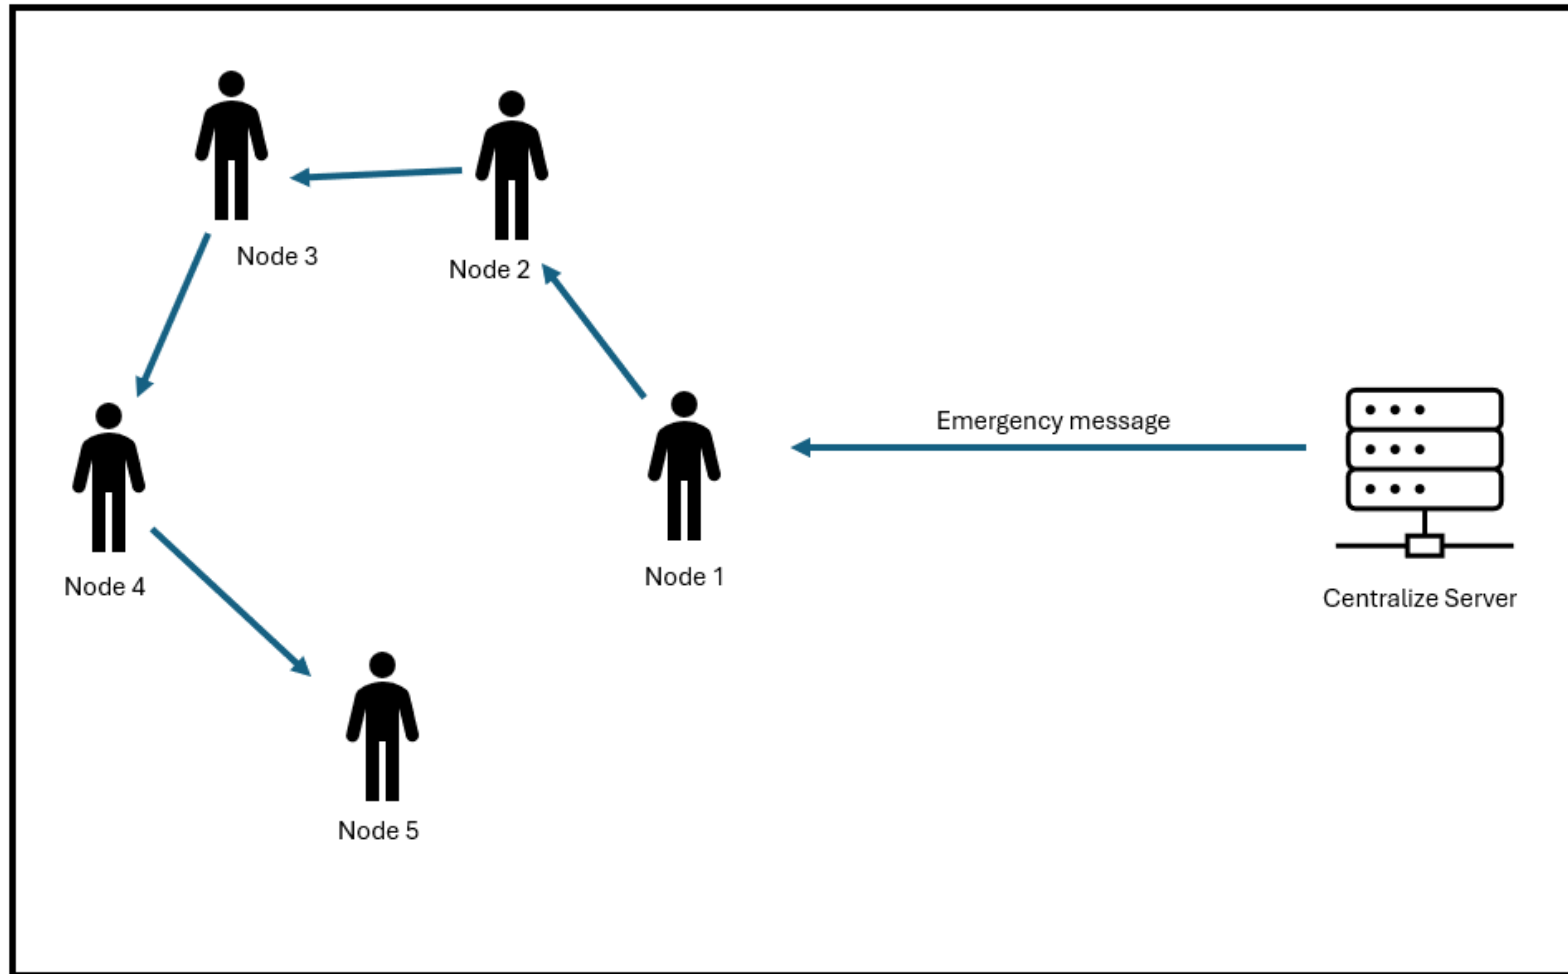 Node 3
Node 2
Emergency message
Node 4
Node 1
Centralize Server
Node 5